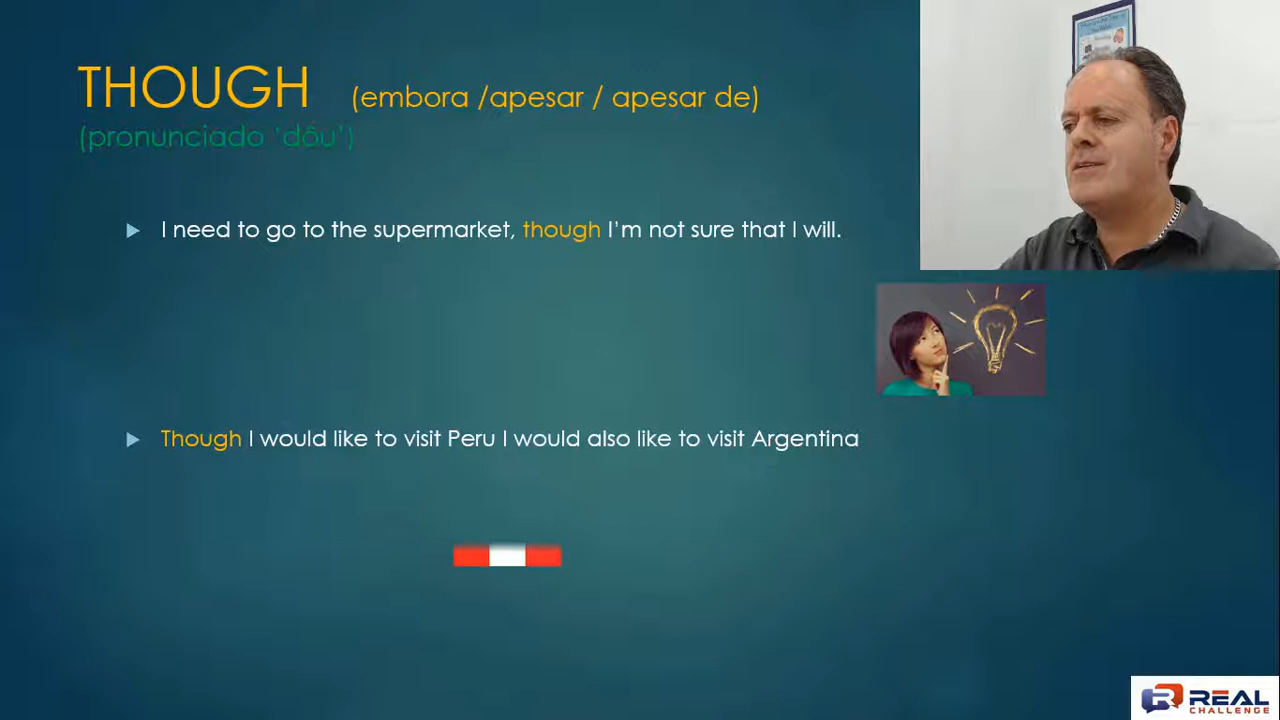 THOUGH (embora /apesar / apesar de)
(pronunciado ‘dôu’)
I need to go to the supermarket, though I’m not sure that I will.
Though I would like to visit Peru I would also like to visit Argentina
REAL
CHALLENGE